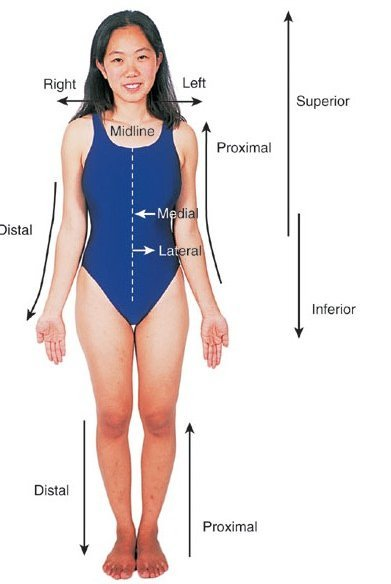 Right
Left
Superior
Midline
Proximal
Medial
Distal
Lateral
Inferior
Distal
Proximal